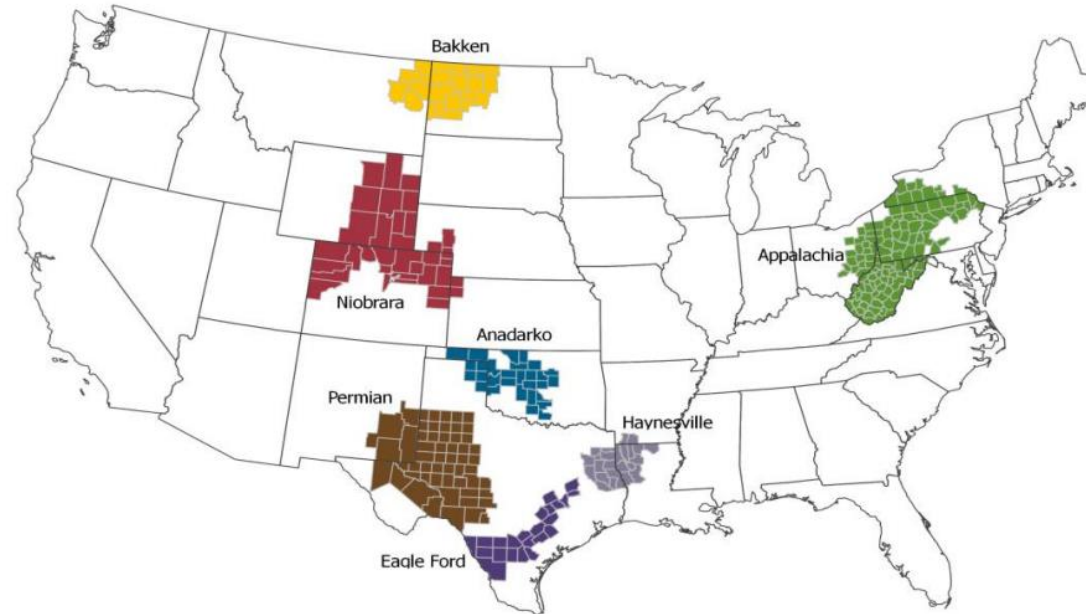 Bakken
Appalachia
Niobrara
Anadarko
Permian
Haynesville
Eagle Ford